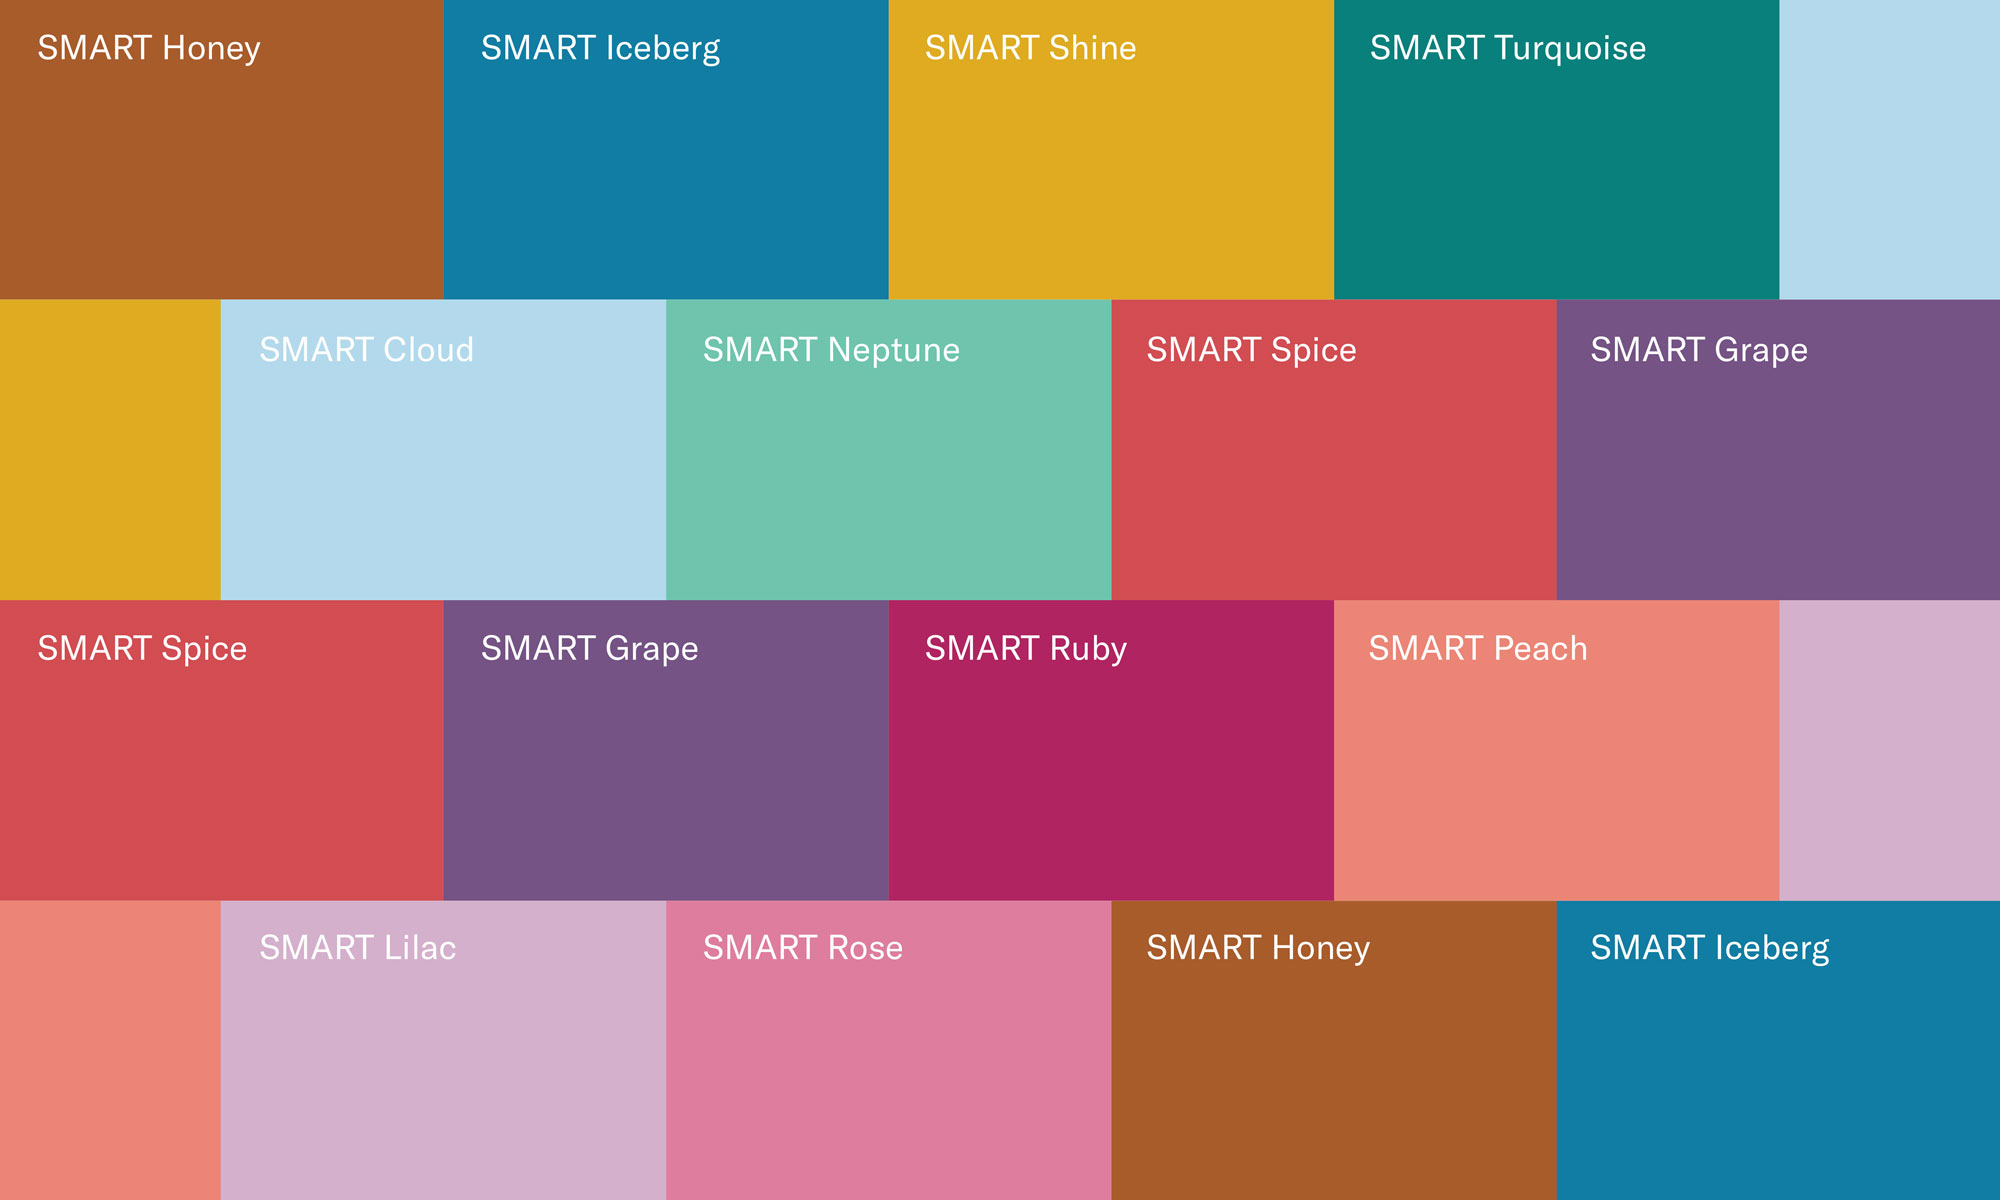 SMART Honey
SMART Iceberg
SMART Shine
SMART Turquoise
SMART Cloud
SMART Neptune
SMART Spice
SMART Grape
SMART Spice
SMART Grape
SMART Ruby
SMART Peach
SMART Lilac
SMART Rose
SMART Honey
SMART Iceberg